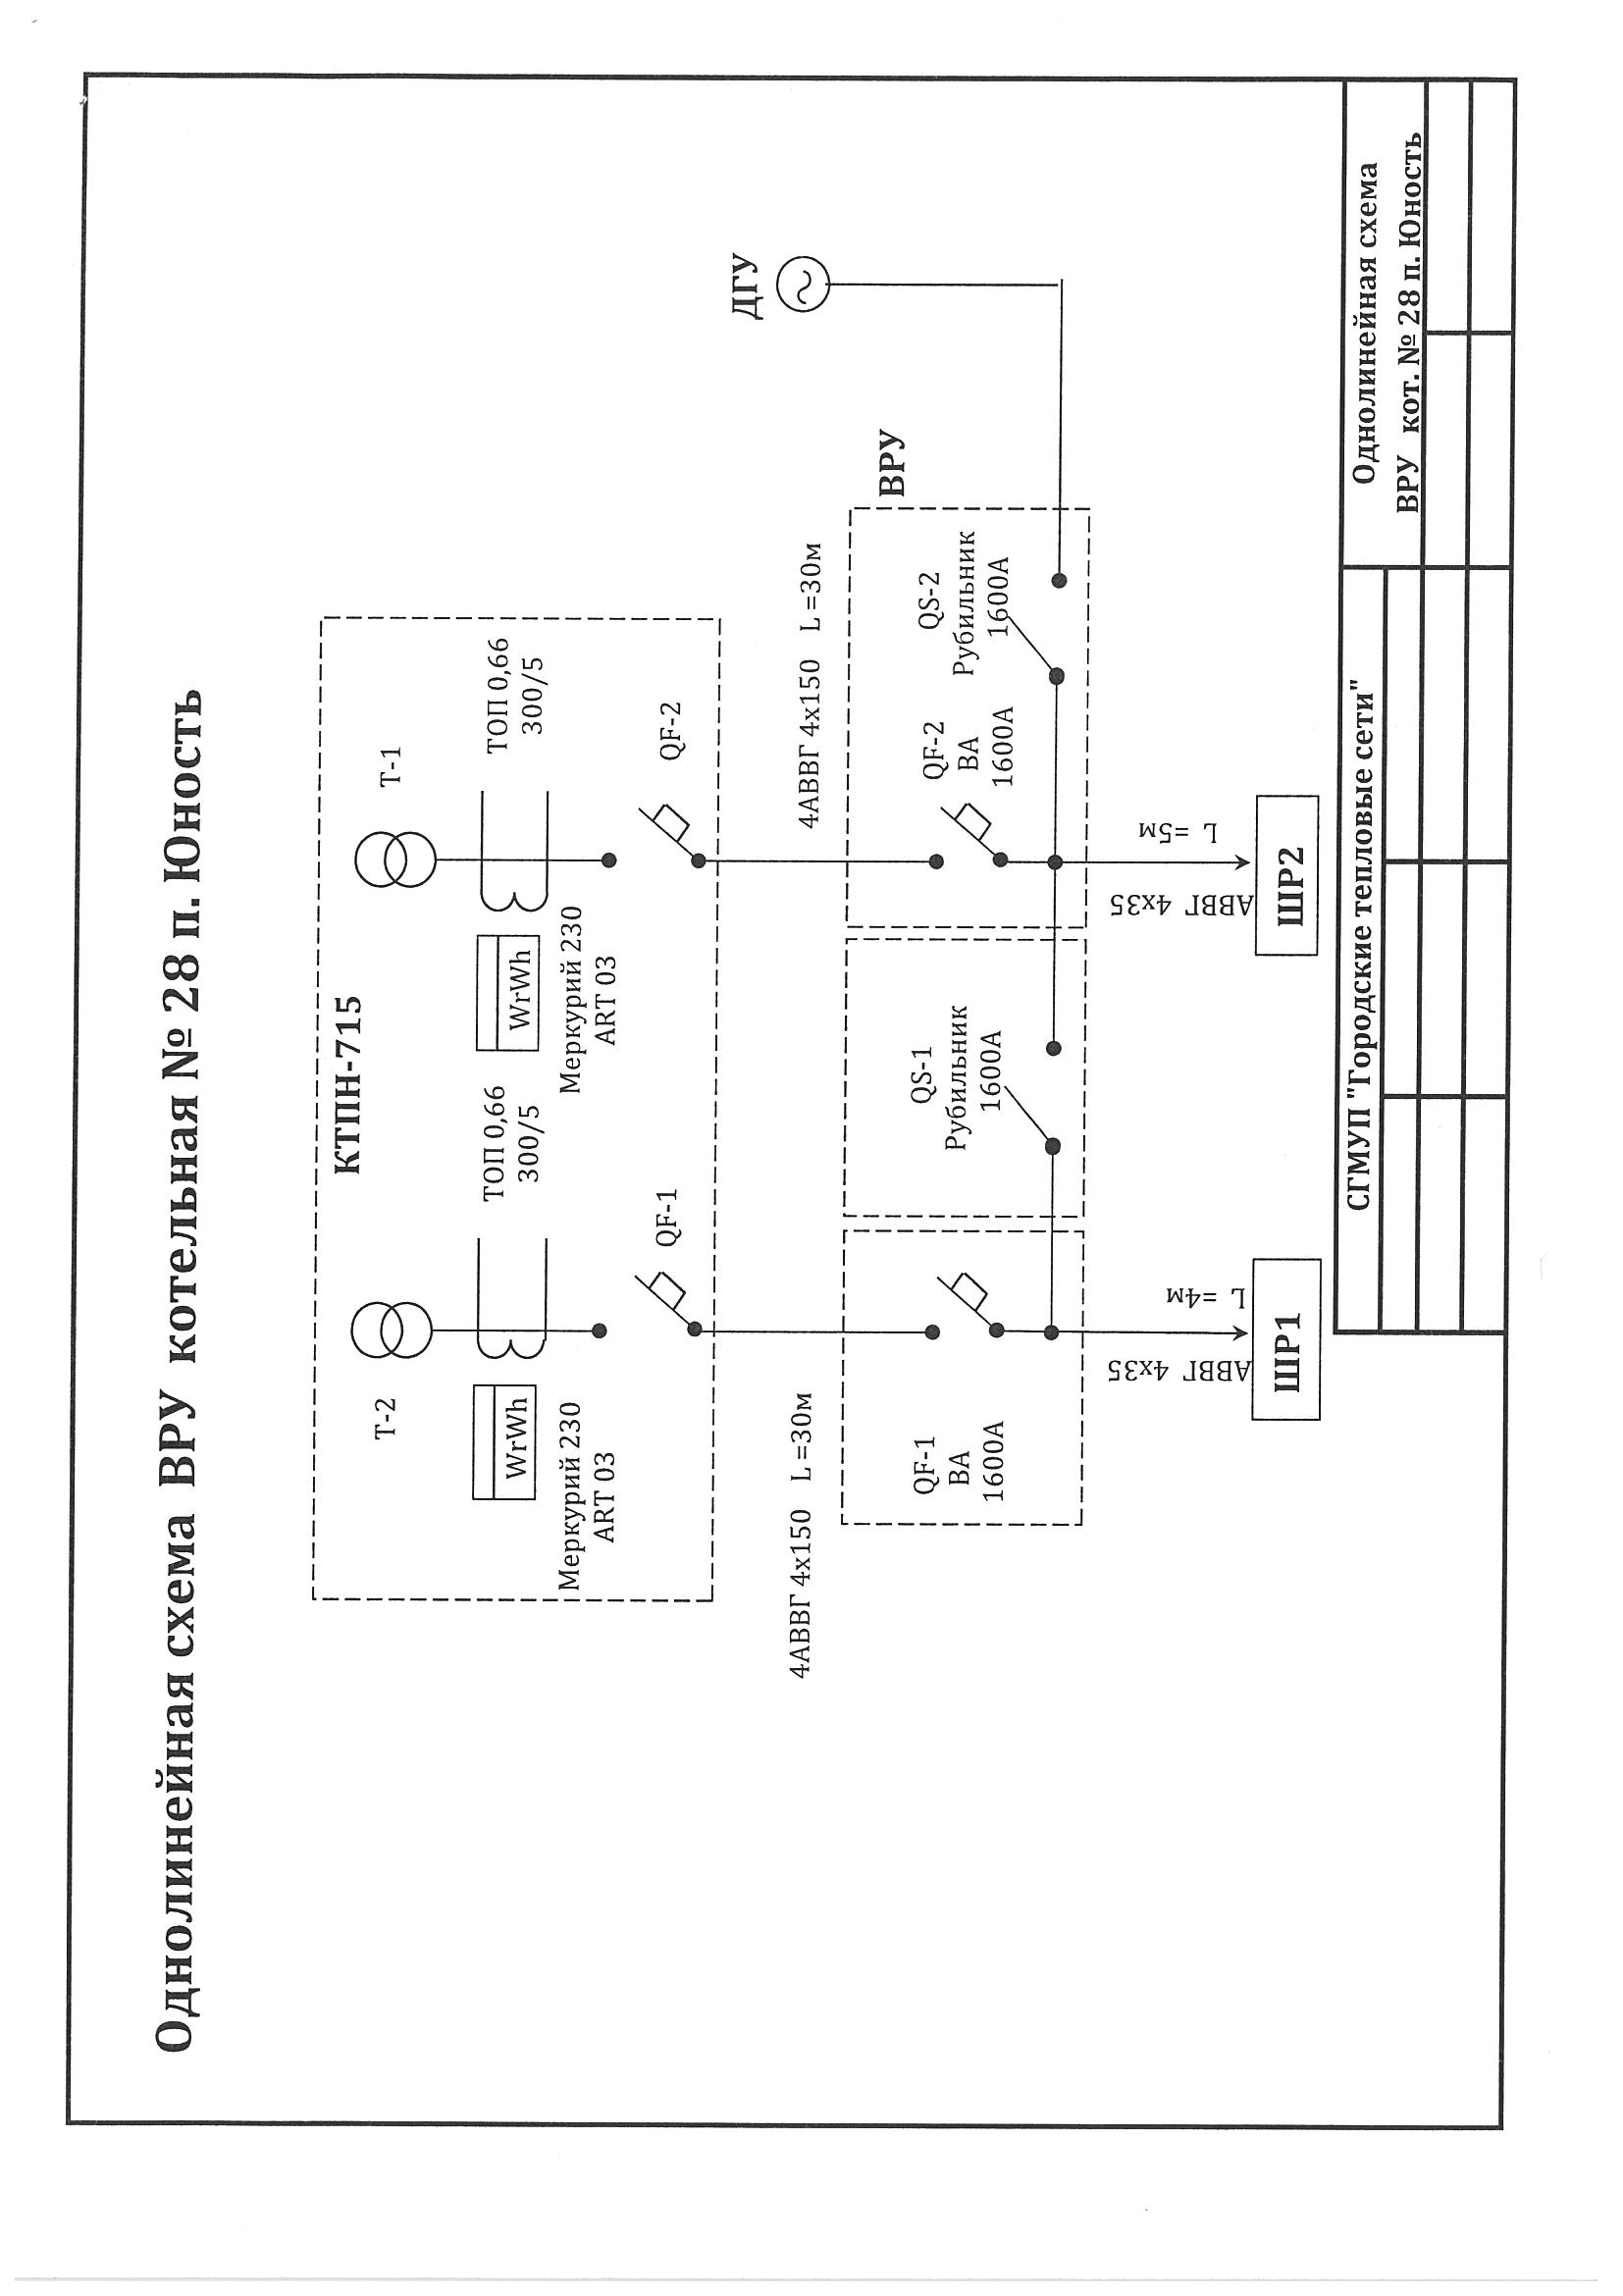 Однолинейная схема ВРУ котельная № 28 п. Юность
КТПН-715
Т-2
ТОП 0,66
300/5
WrWh
Меркурий 230
ART 03
QF-1
Т-1
ТОП 0,66
300/5
WrWh
Меркурий 230
ART 03
QF-2
ДГУ
4АВВГ 4х150 L =30м
4АВВГ 4х150 L =30м
ВРУ
QF-1
ВА
1600А
QS-1
Рубильник
1600А
QF-2
ВА
1600А
QS-2
Рубильник
1600А
АВВГ 4х35
L =4м
АВВГ 4х35
L = 5м
ШР1
ШР2
СГМУП "Городские тепловые сети"
Однолинейная схема
ВРУ кот. № 28 п. Юность